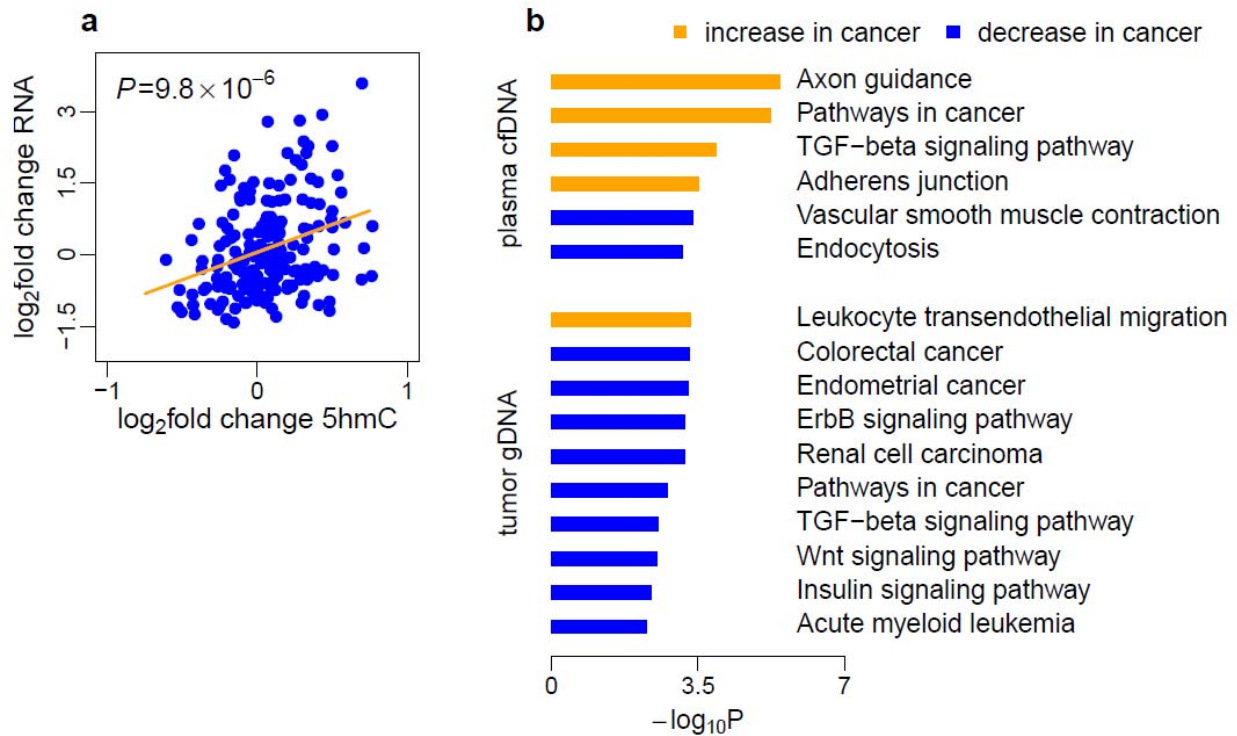 a
P=9.8×10⁻⁶
log₂fold change RNA
3
1.5
0
−1.5
−1
0
1
log₂fold change 5hmC
b
increase in cancer
decrease in cancer
plasma cfDNA
Axon guidance
Pathways in cancer
TGF−beta signaling pathway
Adherens junction
Vascular smooth muscle contraction
Endocytosis
tumor gDNA
Leukocyte transendothelial migration
Colorectal cancer
Endometrial cancer
ErbB signaling pathway
Renal cell carcinoma
Pathways in cancer
TGF−beta signaling pathway
Wnt signaling pathway
Insulin signaling pathway
Acute myeloid leukemia
0
3.5
7
−log₁₀P